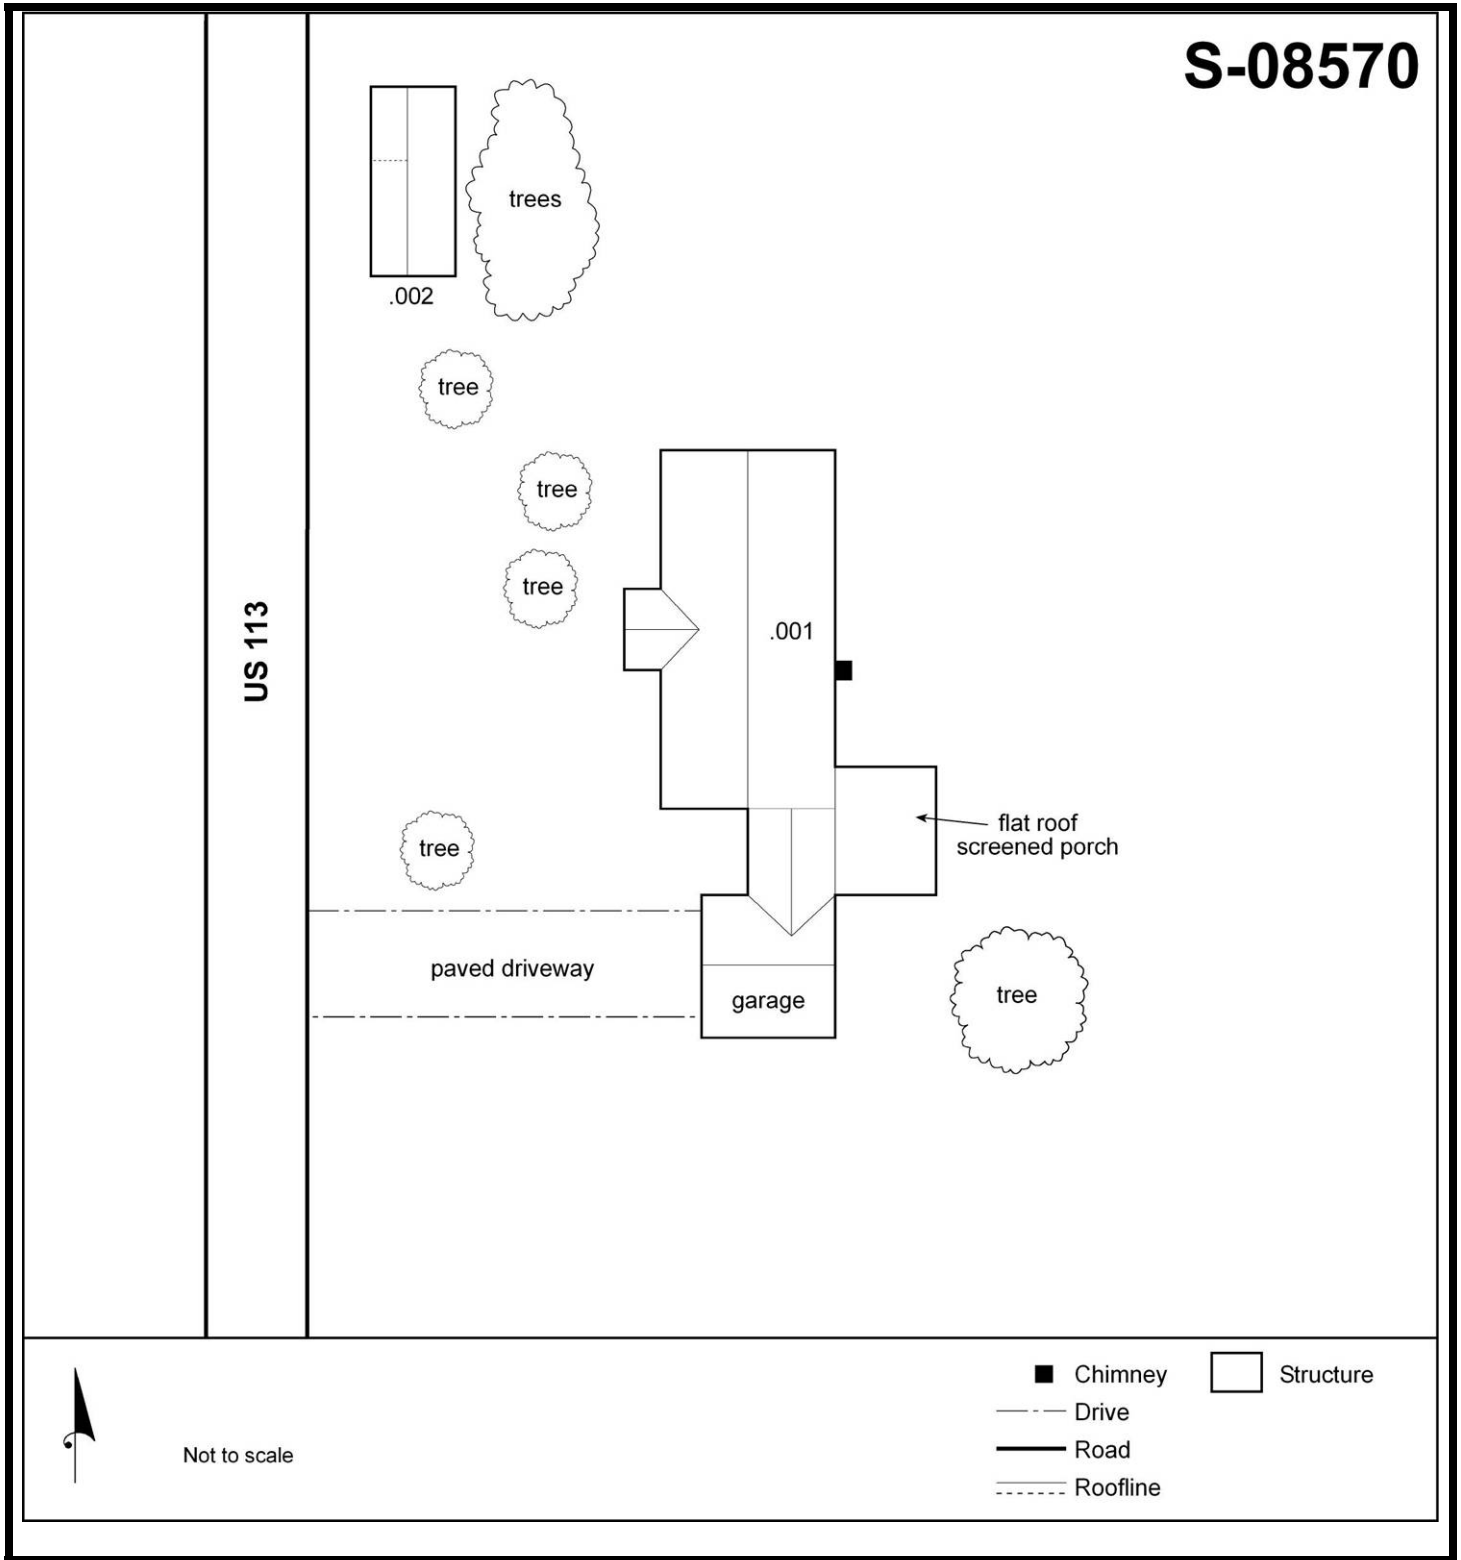 S-08570
trees
.002
tree
tree
tree
US 113
.001
flat roof
screened porch
tree
paved driveway
garage
tree
Chimney
Structure
Drive
Road
Roofline
Not to scale